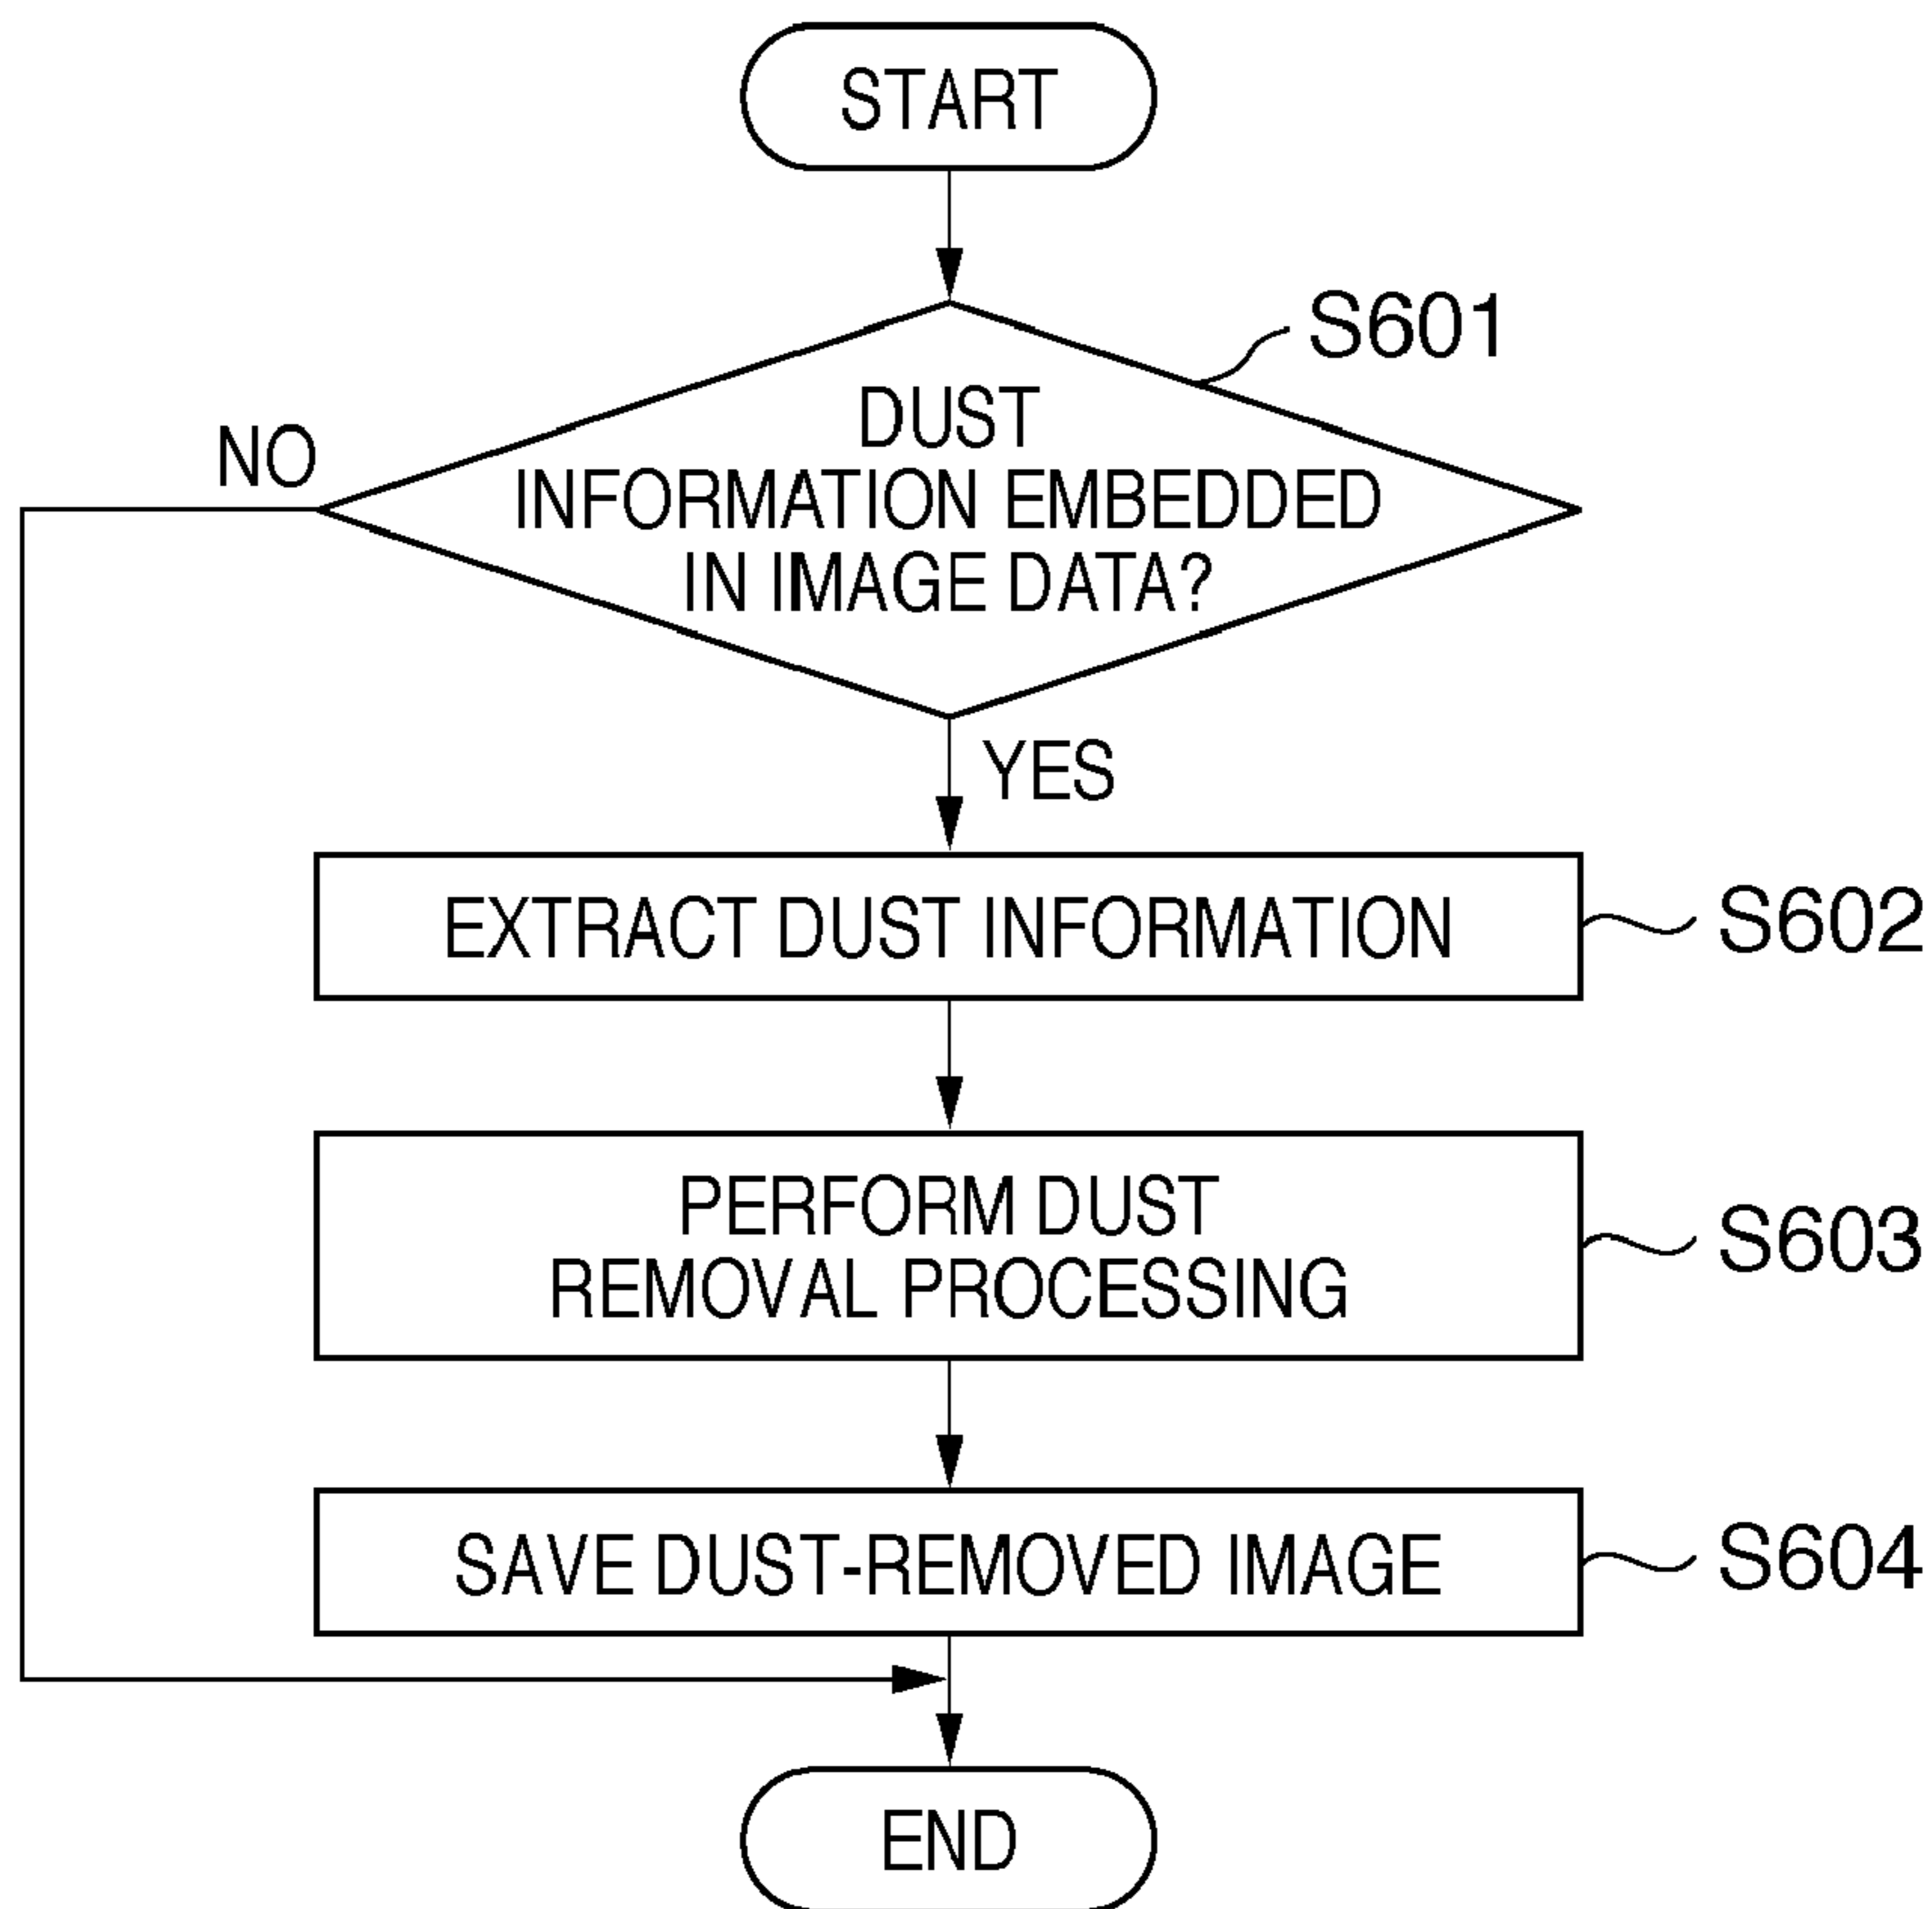 START
S601
DUST
NO
INFORMATION EMBEDDED
IN IMAGE DATA?
YES
EXTRACT DUST INFORMATION
S602
PERFORM DUST
REMOVAL PROCESSING
S603
SAVE DUST-REMOVED IMAGE
S604
END